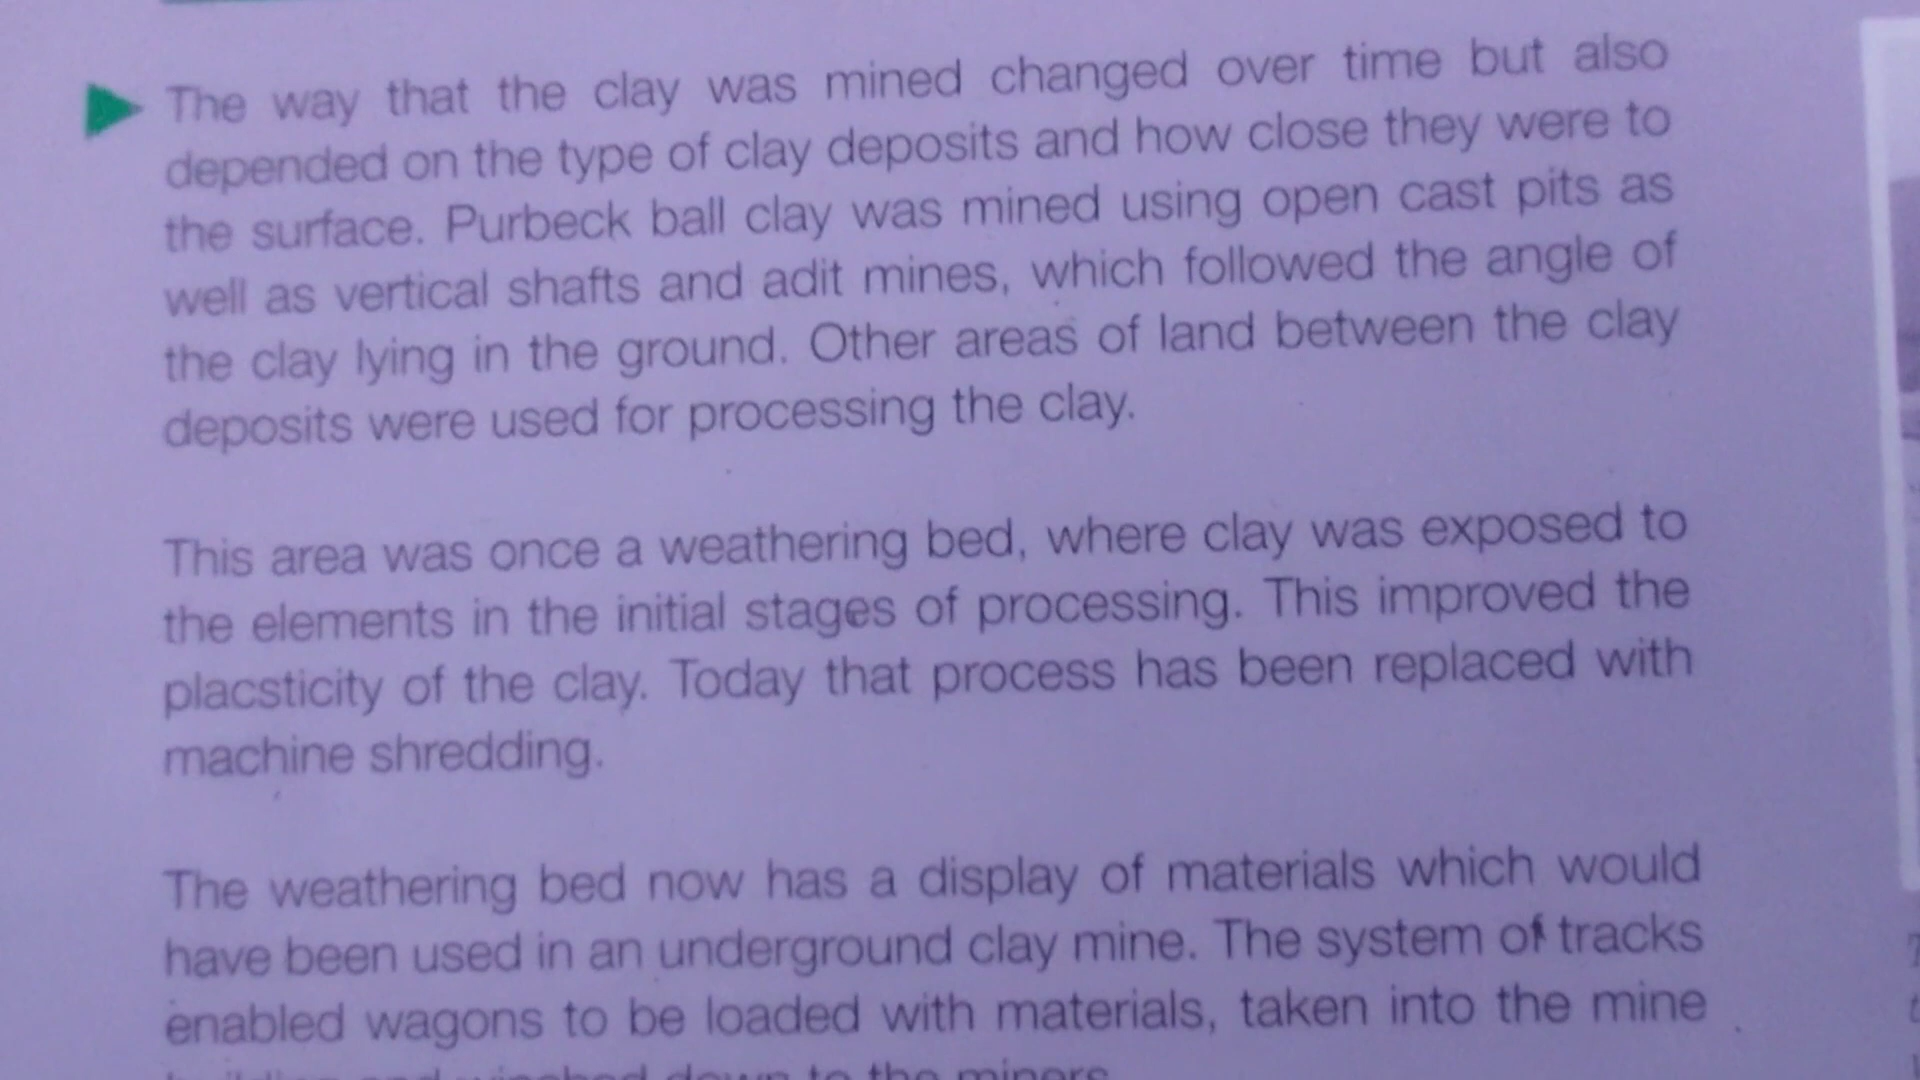 The way that the clay was mined changed over time but also
depended on the type of clay deposits and how close they were to
the surface. Purbeck ball clay was mined using open cast pits as
well as vertical shafts and adit mines, which followed the angle of
the clay lying in the ground. Other areas of land between the clay
deposits were used for processing the clay.
This area was once a weathering bed, where clay was exposed to
the elements in the initial stages of processing. This improved the
placsticity of the clay. Today that process has been replaced with
machine shredding.
The weathering bed now has a display of materials which would
have been used in an underground clay mine. The system of tracks
enabled wagons to be loaded with materials, taken into the mine
building and winched down to the miners.